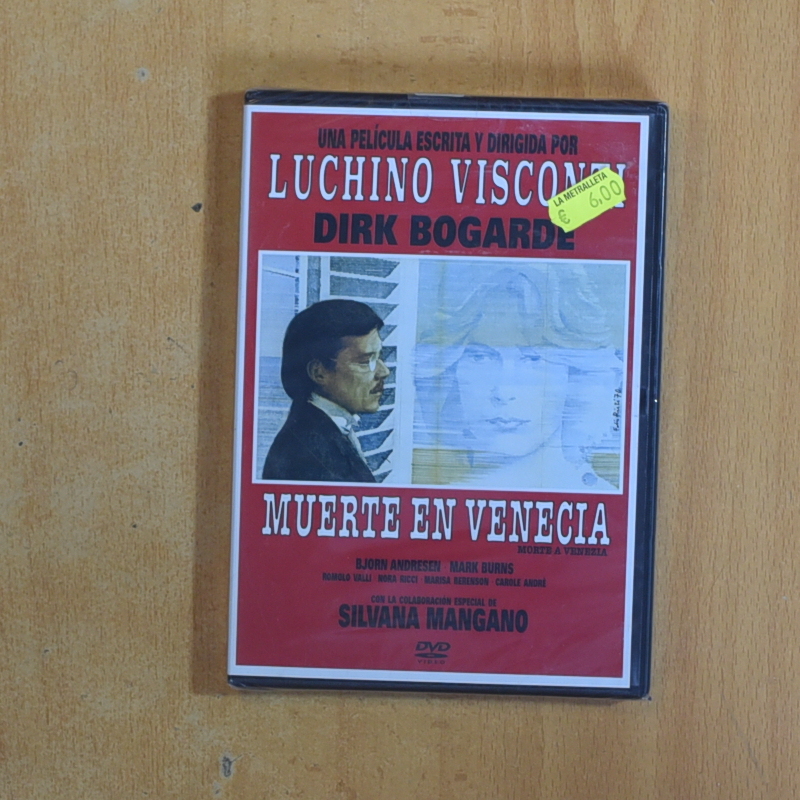 UNA PELÍCULA ESCRITA Y DIRIGIDA POR
LUCHINO VISCONTI
LA METRALLETA
€ 6,00
DIRK BOGARDE
MUERTE EN VENECIA
MORTE A VENEZIA
BJORN ANDRESEN · MARK BURNS
ROMOLO VALLI · NORA RICCI · MARISA BERENSON · CAROLE ANDRÉ
CON LA COLABORACIÓN ESPECIAL DE
SILVANA MANGANO
DVD
VIDEO